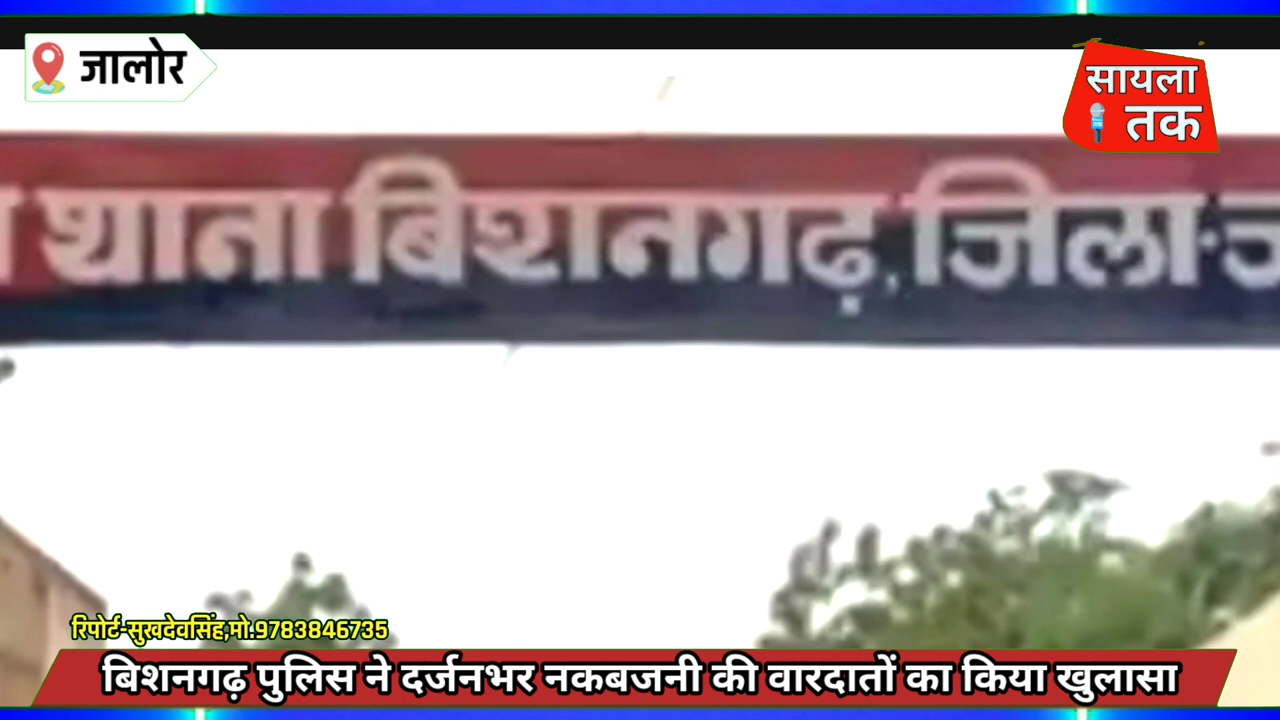 जालोर
सायला
तक
थाना बिशनगढ़, जिला-
रिपोर्ट-सुखदेवसिंह,मो.9783846735
बिशनगढ़ पुलिस ने दर्जनभर नकबजनी की वारदातों का किया खुलासा